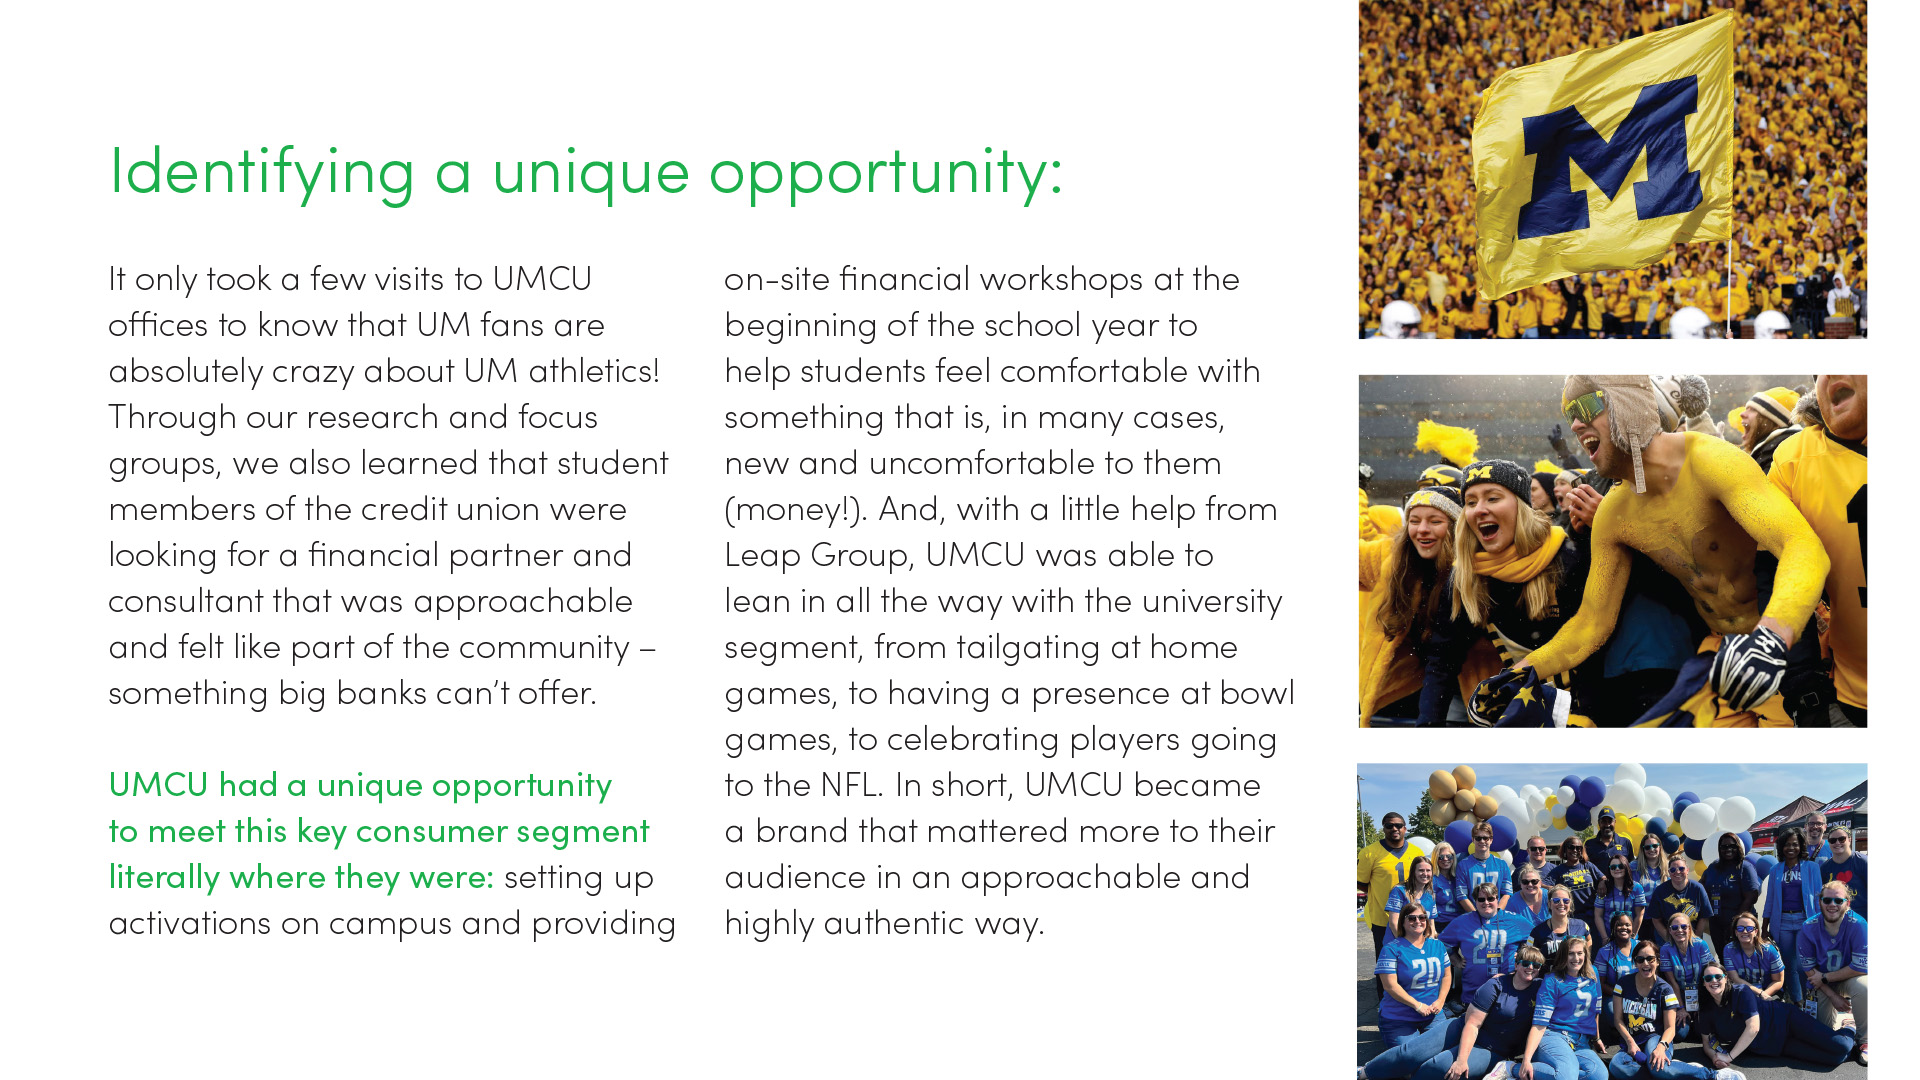 Identifying a unique opportunity:
It only took a few visits to UMCU
offices to know that UM fans are
absolutely crazy about UM athletics!
Through our research and focus
groups, we also learned that student
members of the credit union were
looking for a financial partner and
consultant that was approachable
and felt like part of the community –
something big banks can’t offer.
UMCU had a unique opportunity
to meet this key consumer segment
literally where they were: setting up
activations on campus and providing
on-site financial workshops at the
beginning of the school year to
help students feel comfortable with
something that is, in many cases,
new and uncomfortable to them
(money!). And, with a little help from
Leap Group, UMCU was able to
lean in all the way with the university
segment, from tailgating at home
games, to having a presence at bowl
games, to celebrating players going
to the NFL. In short, UMCU became
a brand that mattered more to their
audience in an approachable and
highly authentic way.
M
M
1
20
20
5
MICHIGAN